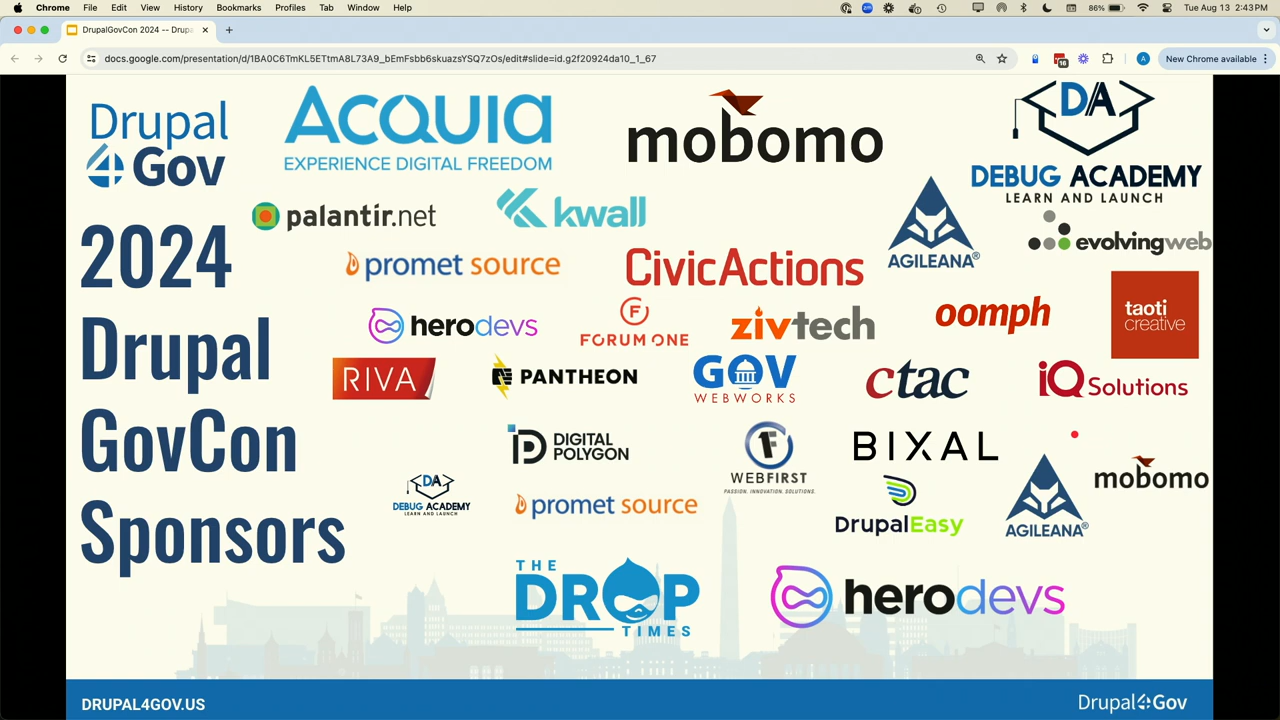 Chrome File Edit View History Bookmarks Profiles Tab Window Help 86% Tue Aug 13 2:43 PM
DrupalGovCon 2024 -- Drupa
docs.google.com/presentation/d/1BA0C6TmKL5ETtmA8L73A9_bEmFsbb6skuazsYSQ7zOs/edit#slide=id.g2f20924da10_1_67
16
A
New Chrome available
Drupal
4Gov
ACQUIA
EXPERIENCE DIGITAL FREEDOM
mobomo
DA
DEBUG ACADEMY
LEARN AND LAUNCH
palantir.net
kwall
AGILEANA®
evolvingweb
2024
Drupal
GovCon
Sponsors
promet source
CivicActions
herodevs
F
FORUM ONE
zivtech
oomph
taoti
creative
RIVA
PANTHEON
GOV
WEBWORKS
ctac
iQ Solutions
DIGITAL
POLYGON
1F
WEBFIRST
PASSION. INNOVATION. SOLUTIONS.
BIXAL
DA
DEBUG ACADEMY
LEARN AND LAUNCH
promet source
DrupalEasy
AGILEANA®
mobomo
THE
DROP
TIMES
herodevs
DRUPAL4GOV.US
Drupal4Gov